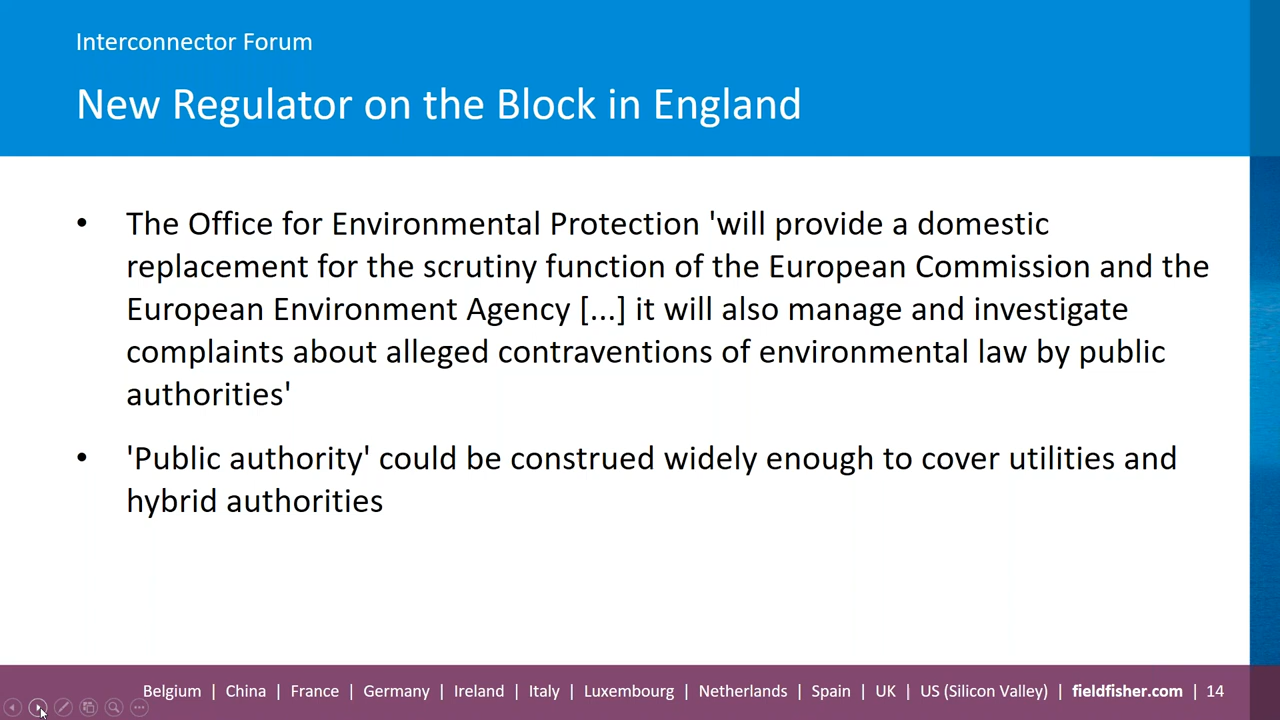 Interconnector Forum
New Regulator on the Block in England
• The Office for Environmental Protection 'will provide a domestic
replacement for the scrutiny function of the European Commission and the
European Environment Agency [...] it will also manage and investigate
complaints about alleged contraventions of environmental law by public
authorities'
• 'Public authority' could be construed widely enough to cover utilities and
hybrid authorities
Belgium | China | France | Germany | Ireland | Italy | Luxembourg | Netherlands | Spain | UK | US (Silicon Valley) | fieldfisher.com | 14